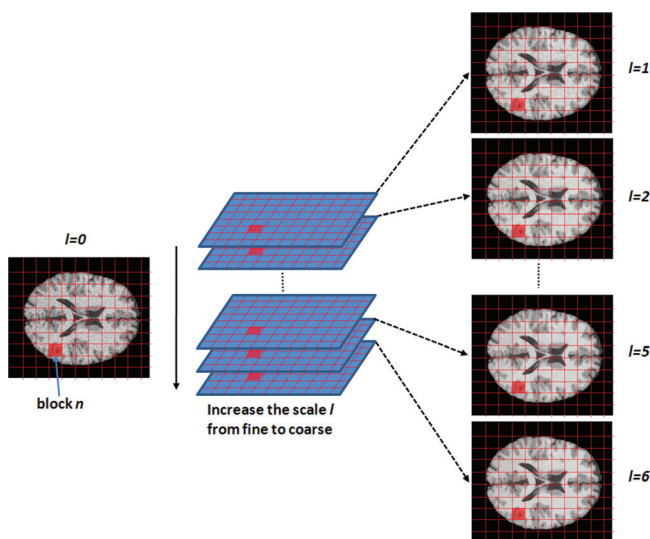 l=1
l=2
l=0
l=5
block n
Increase the scale l
from fine to coarse
l=6